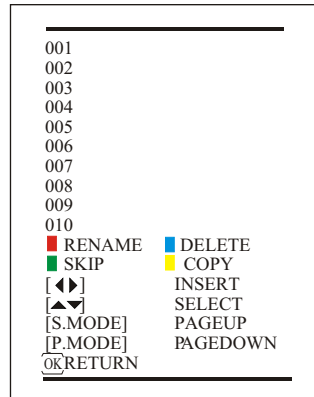 001
002
003
004
005
006
007
008
009
010
RENAME DELETE
SKIP COPY
[◀▶] INSERT
[▲▼] SELECT
[S.MODE] PAGEUP
[P.MODE] PAGEDOWN
OK RETURN